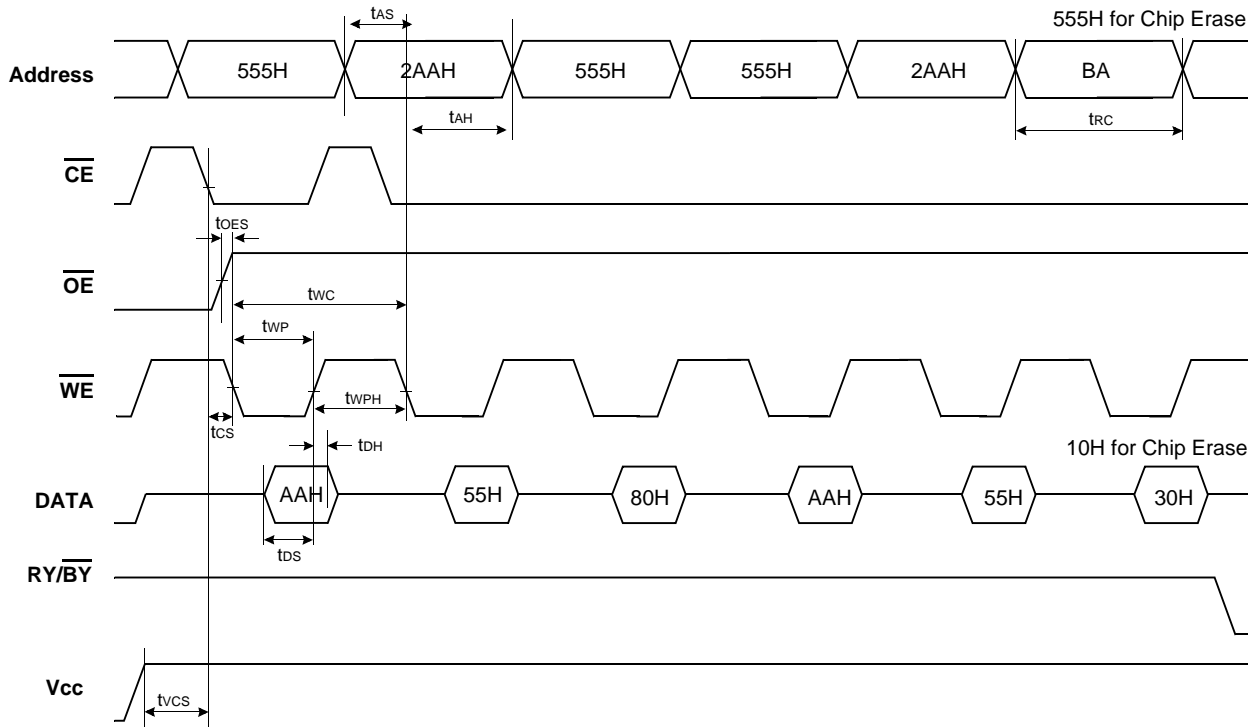 tAS
555H for Chip Erase
Address
555H
2AAH
555H
555H
2AAH
BA
tAH
tRC
CE
tOES
OE
tWC
tWP
WE
tWPH
tCS
tDH
10H for Chip Erase
DATA
AAH
55H
80H
AAH
55H
30H
tDS
RY/BY
Vcc
tVCS